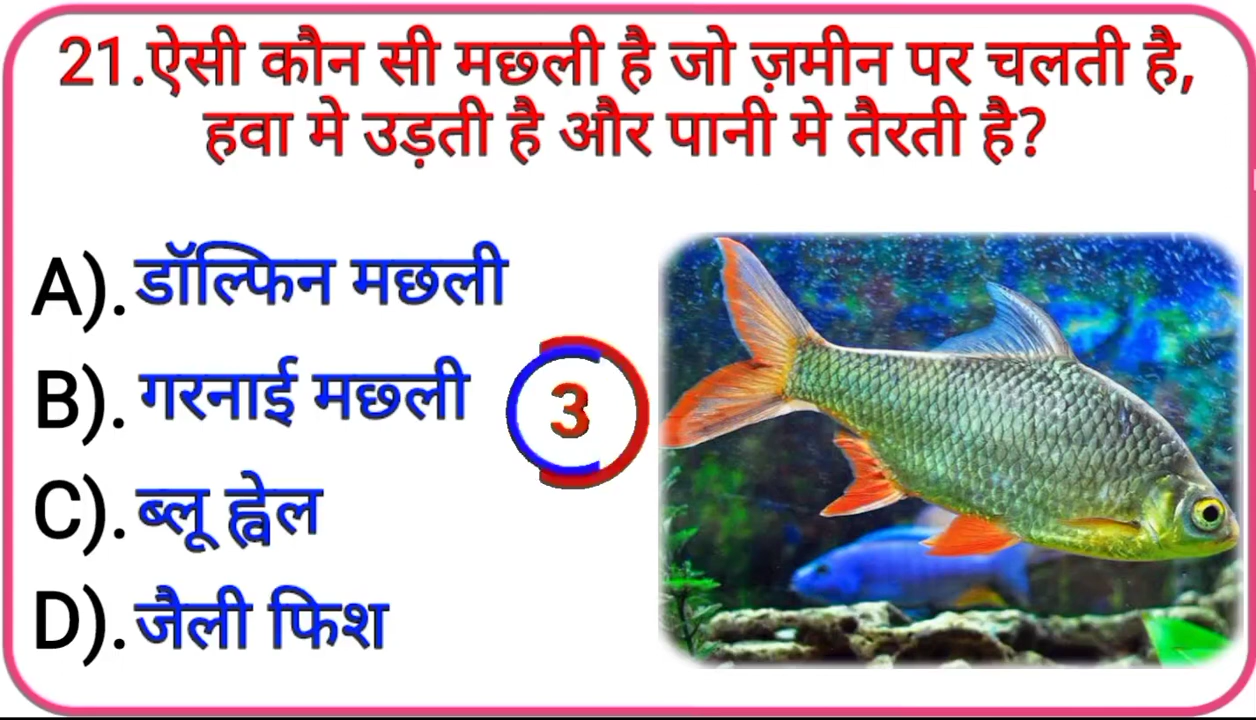 21.ऐसी कौन सी मछली है जो ज़मीन पर चलती है,
हवा मे उड़ती है और पानी मे तैरती है?
A).डॉल्फिन मछली
B). गरनाई मछली
3
C).ब्लू ह्वेल
D).जैली फिश